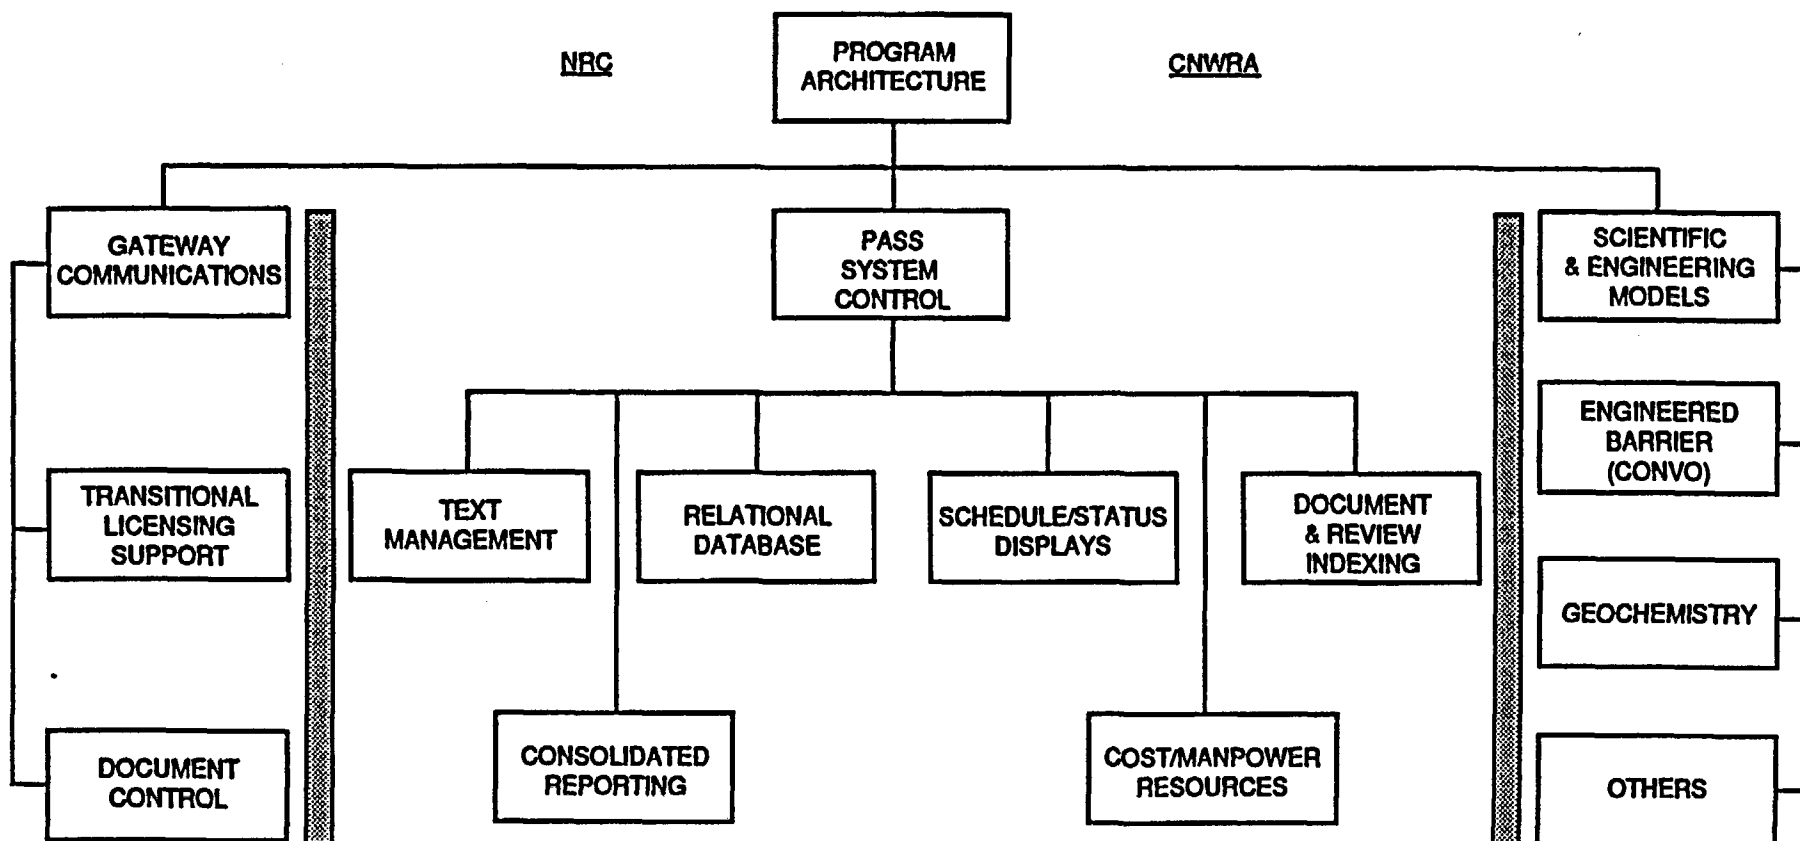 NRC
PROGRAM
ARCHITECTURE
CNWRA
GATEWAY
COMMUNICATIONS
PASS
SYSTEM
CONTROL
SCIENTIFIC
& ENGINEERING
MODELS
ENGINEERED
BARRIER
(CONVO)
TRANSITIONAL
LICENSING
SUPPORT
TEXT
MANAGEMENT
RELATIONAL
DATABASE
SCHEDULE/STATUS
DISPLAYS
DOCUMENT
& REVIEW
INDEXING
GEOCHEMISTRY
DOCUMENT
CONTROL
CONSOLIDATED
REPORTING
COST/MANPOWER
RESOURCES
OTHERS